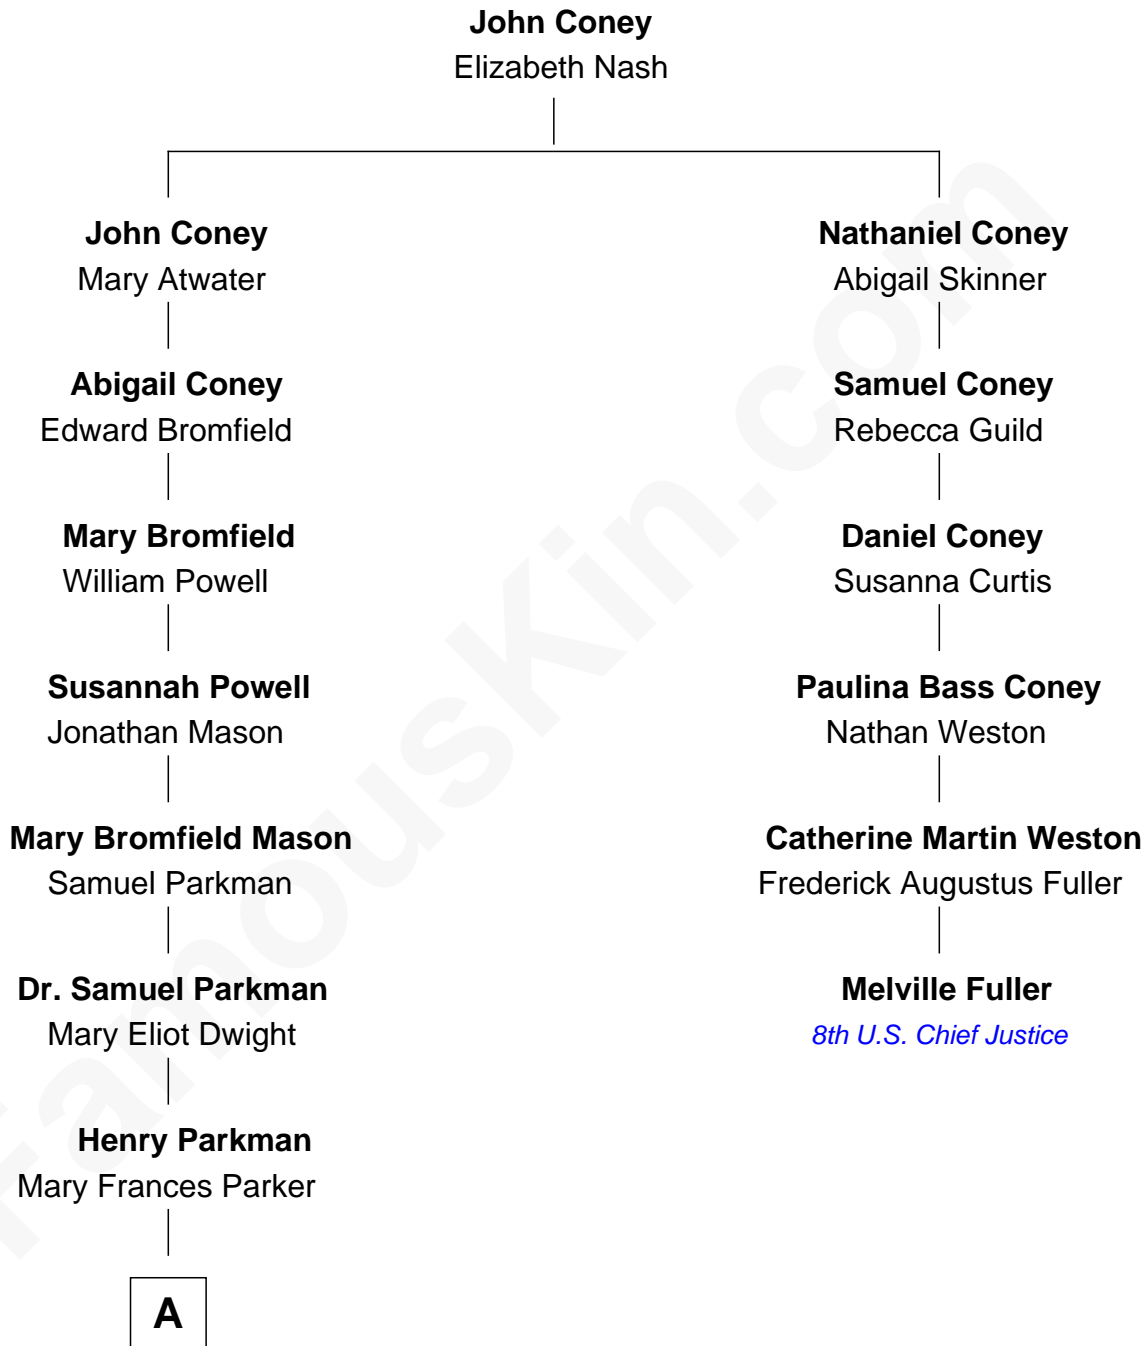 John Coney
Elizabeth Nash
John Coney
Mary Atwater
Abigail Coney
Edward Bromfield
Mary Bromfield
William Powell
Susannah Powell
Jonathan Mason
Mary Bromfield Mason
Samuel Parkman
Dr. Samuel Parkman
Mary Eliot Dwight
Henry Parkman
Mary Frances Parker
A
Nathaniel Coney
Abigail Skinner
Samuel Coney
Rebecca Guild
Daniel Coney
Susanna Curtis
Paulina Bass Coney
Nathan Weston
Catherine Martin Weston
Frederick Augustus Fuller
Melville Fuller
8th U.S. Chief Justice
FamousKin.com